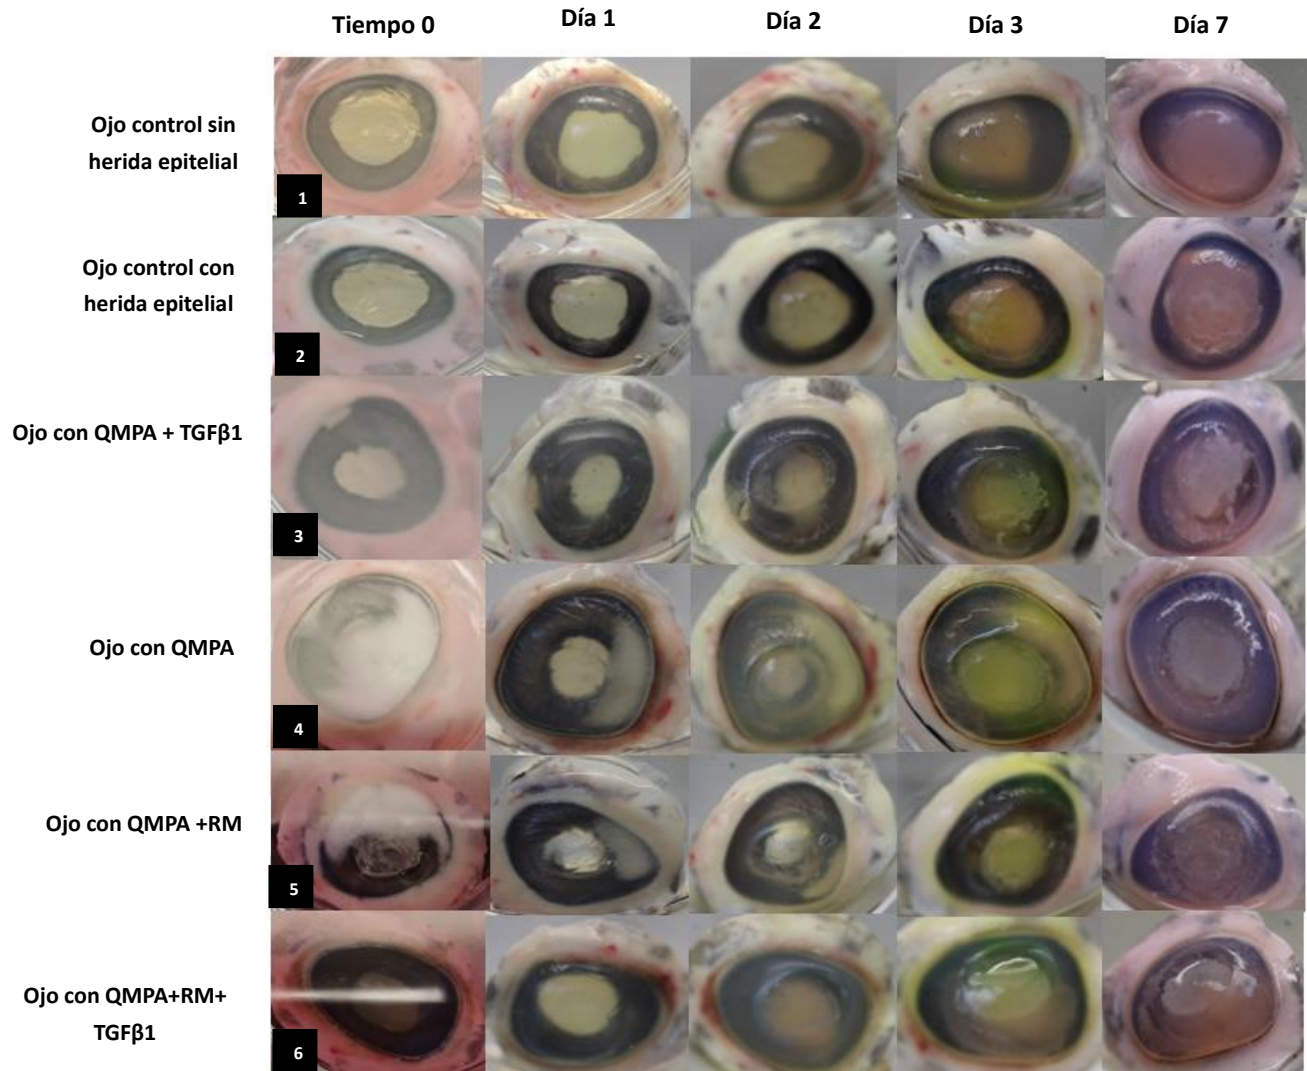 Tiempo 0
Día 1
Día 2
Día 3
Día 7
Ojo control sin
herida epitelial
1
Ojo control con
herida epitelial
2
Ojo con QMPA + TGFβ1
3
Ojo con QMPA
4
Ojo con QMPA +RM
5
Ojo con QMPA+RM+
TGFβ1
6